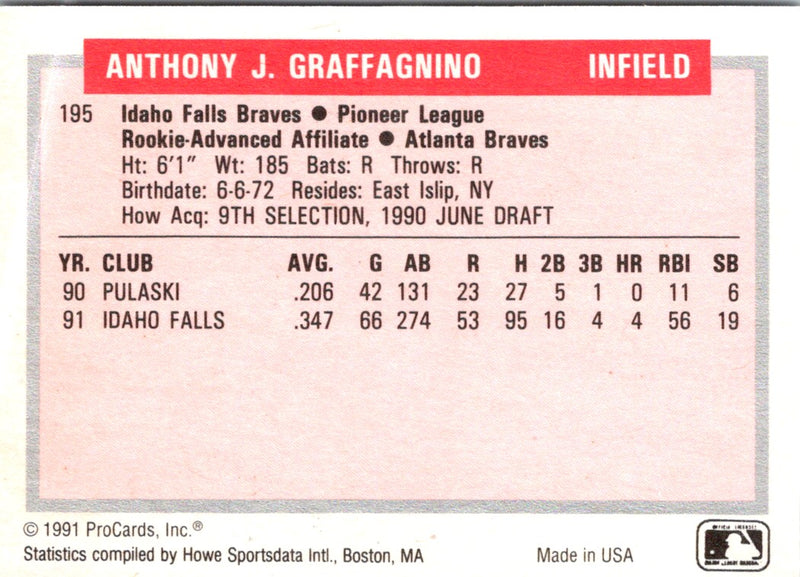 ANTHONY J. GRAFFAGNINO INFIELD
195 Idaho Falls Braves ● Pioneer League
Rookie-Advanced Affiliate ● Atlanta Braves
Ht: 6'1" Wt: 185 Bats: R Throws: R
Birthdate: 6-6-72 Resides: East Islip, NY
How Acq: 9TH SELECTION, 1990 JUNE DRAFT
YR. CLUB AVG. G AB R H 2B 3B HR RBI SB
90 PULASKI .206 42 131 23 27 5 1 0 11 6
91 IDAHO FALLS .347 66 274 53 95 16 4 4 56 19
© 1991 ProCards, Inc.®
Statistics compiled by Howe Sportsdata Intl., Boston, MA Made in USA